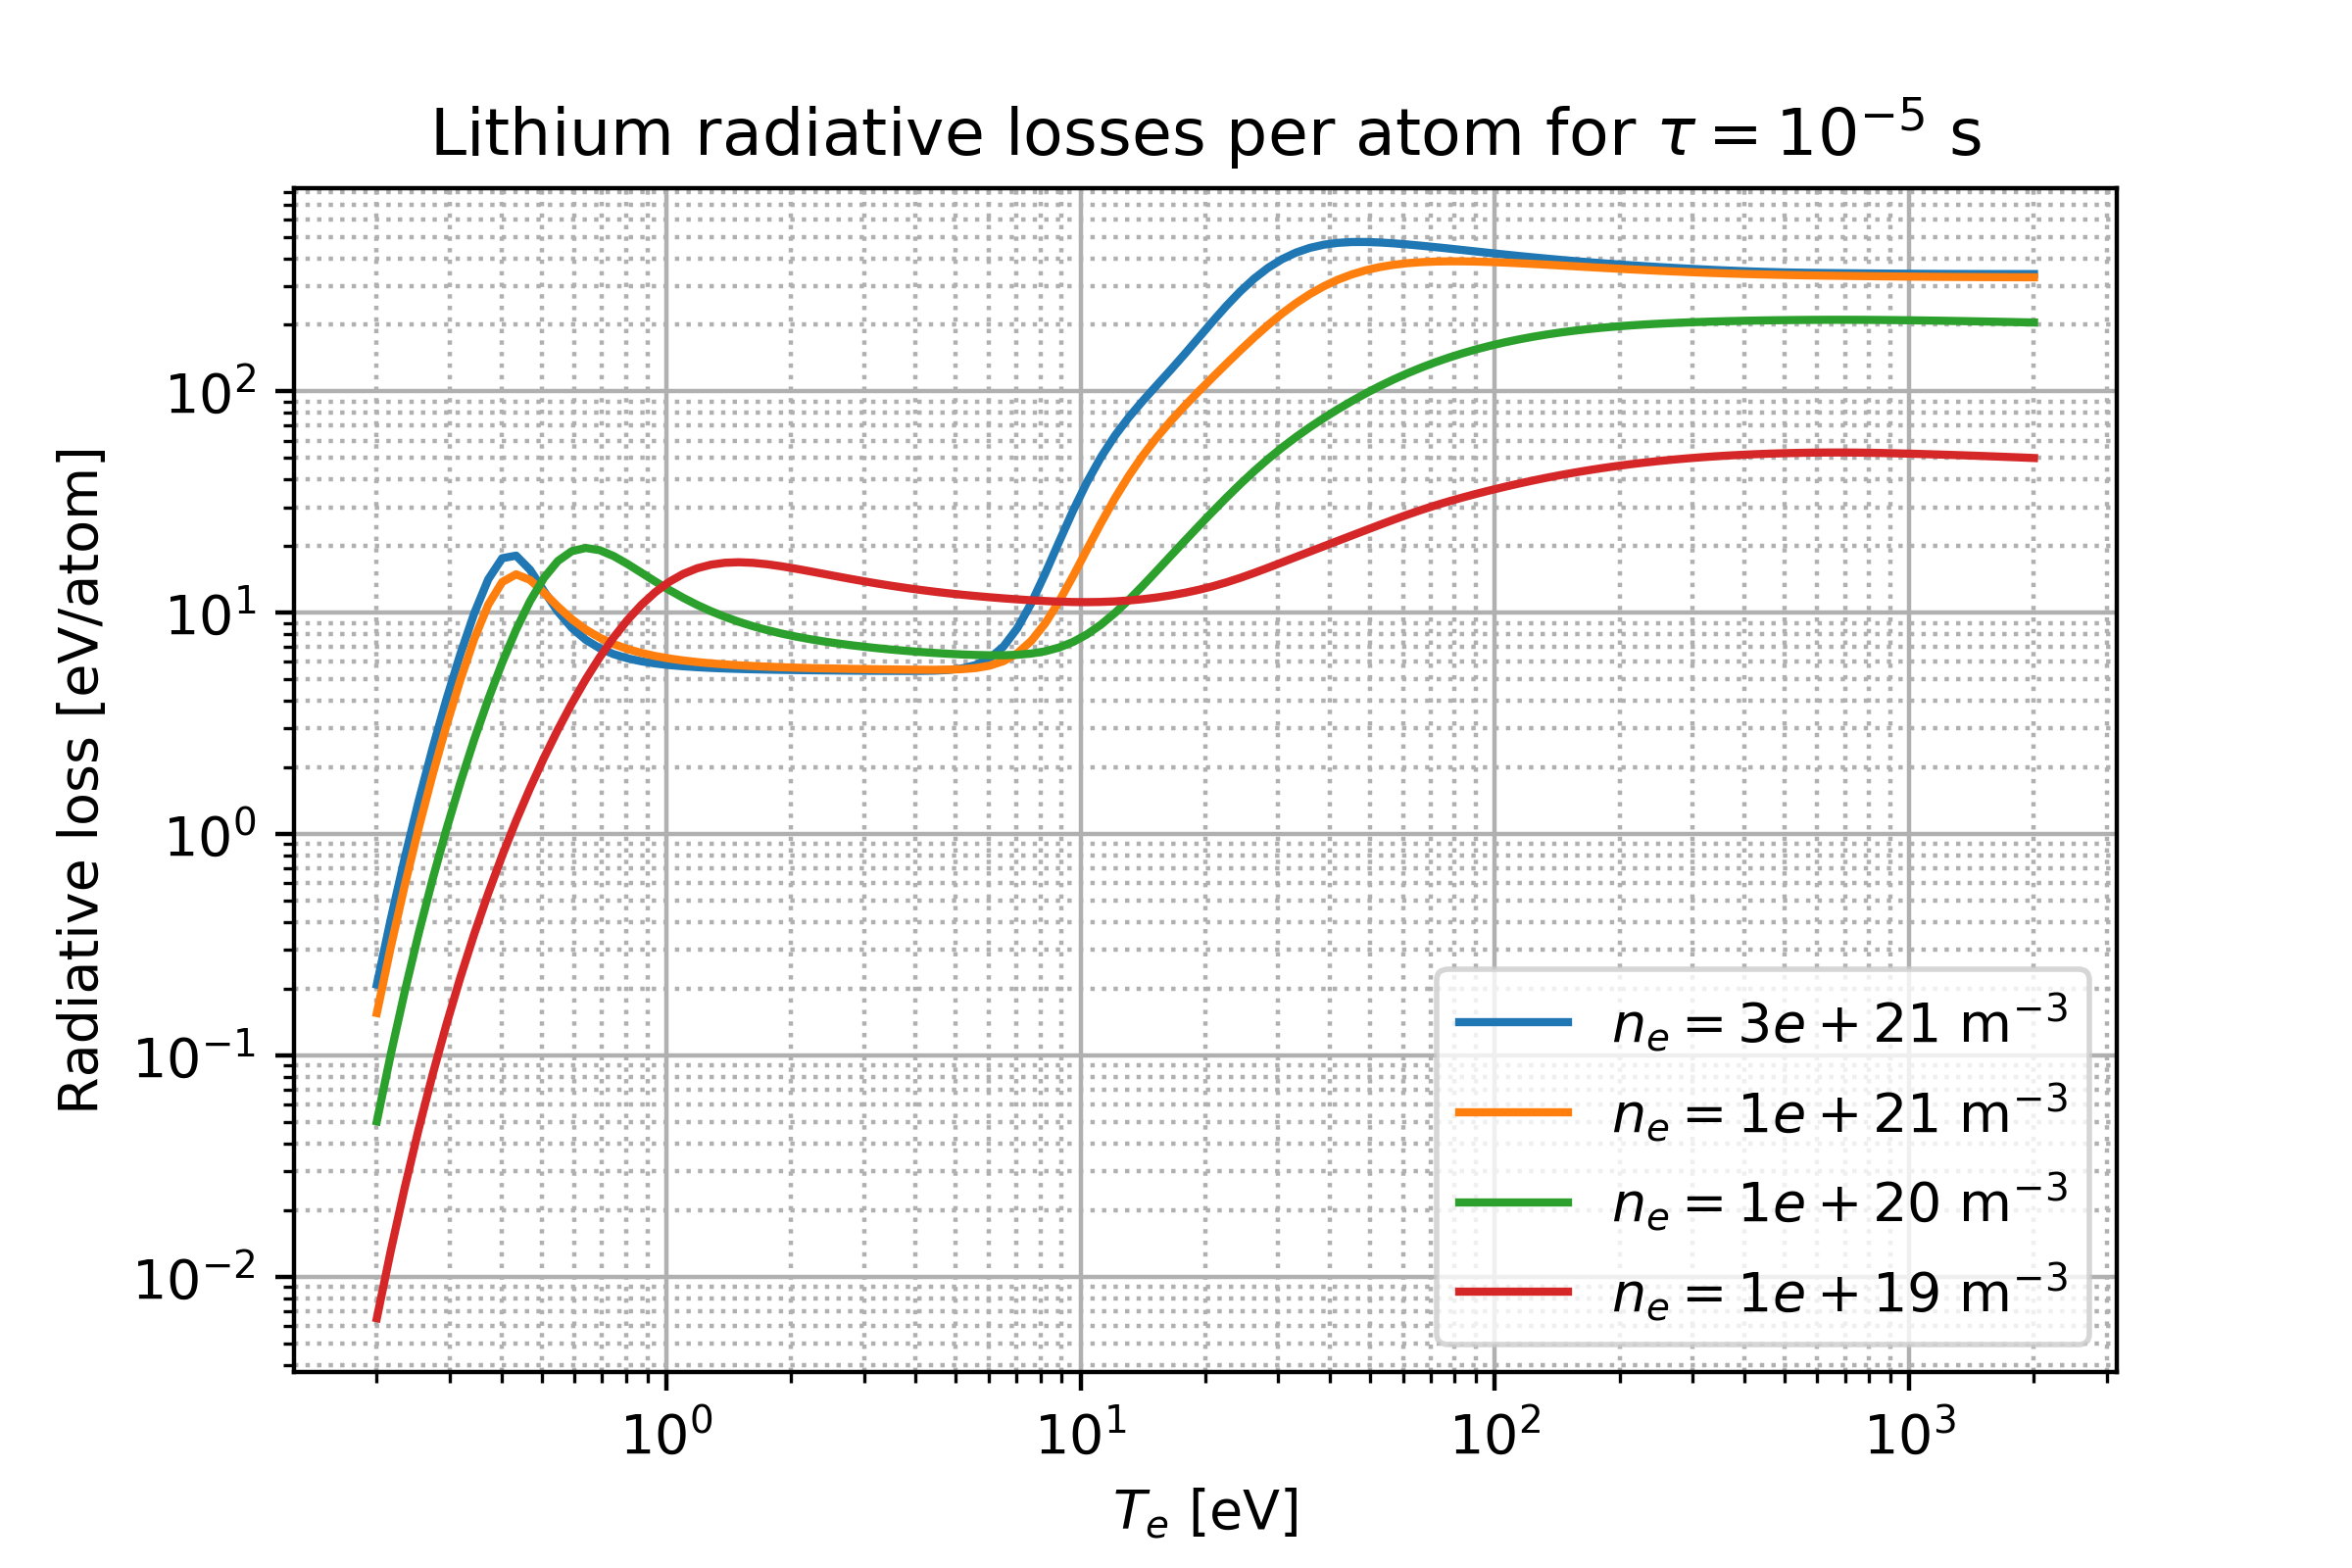 Lithium radiative losses per atom for τ = 10⁻⁵ s
Radiative loss [eV/atom]
10²
10¹
10⁰
10⁻¹
10⁻²
nₑ = 3e + 21 m⁻³
nₑ = 1e + 21 m⁻³
nₑ = 1e + 20 m⁻³
nₑ = 1e + 19 m⁻³
10⁰ 10¹ 10² 10³
Tₑ [eV]